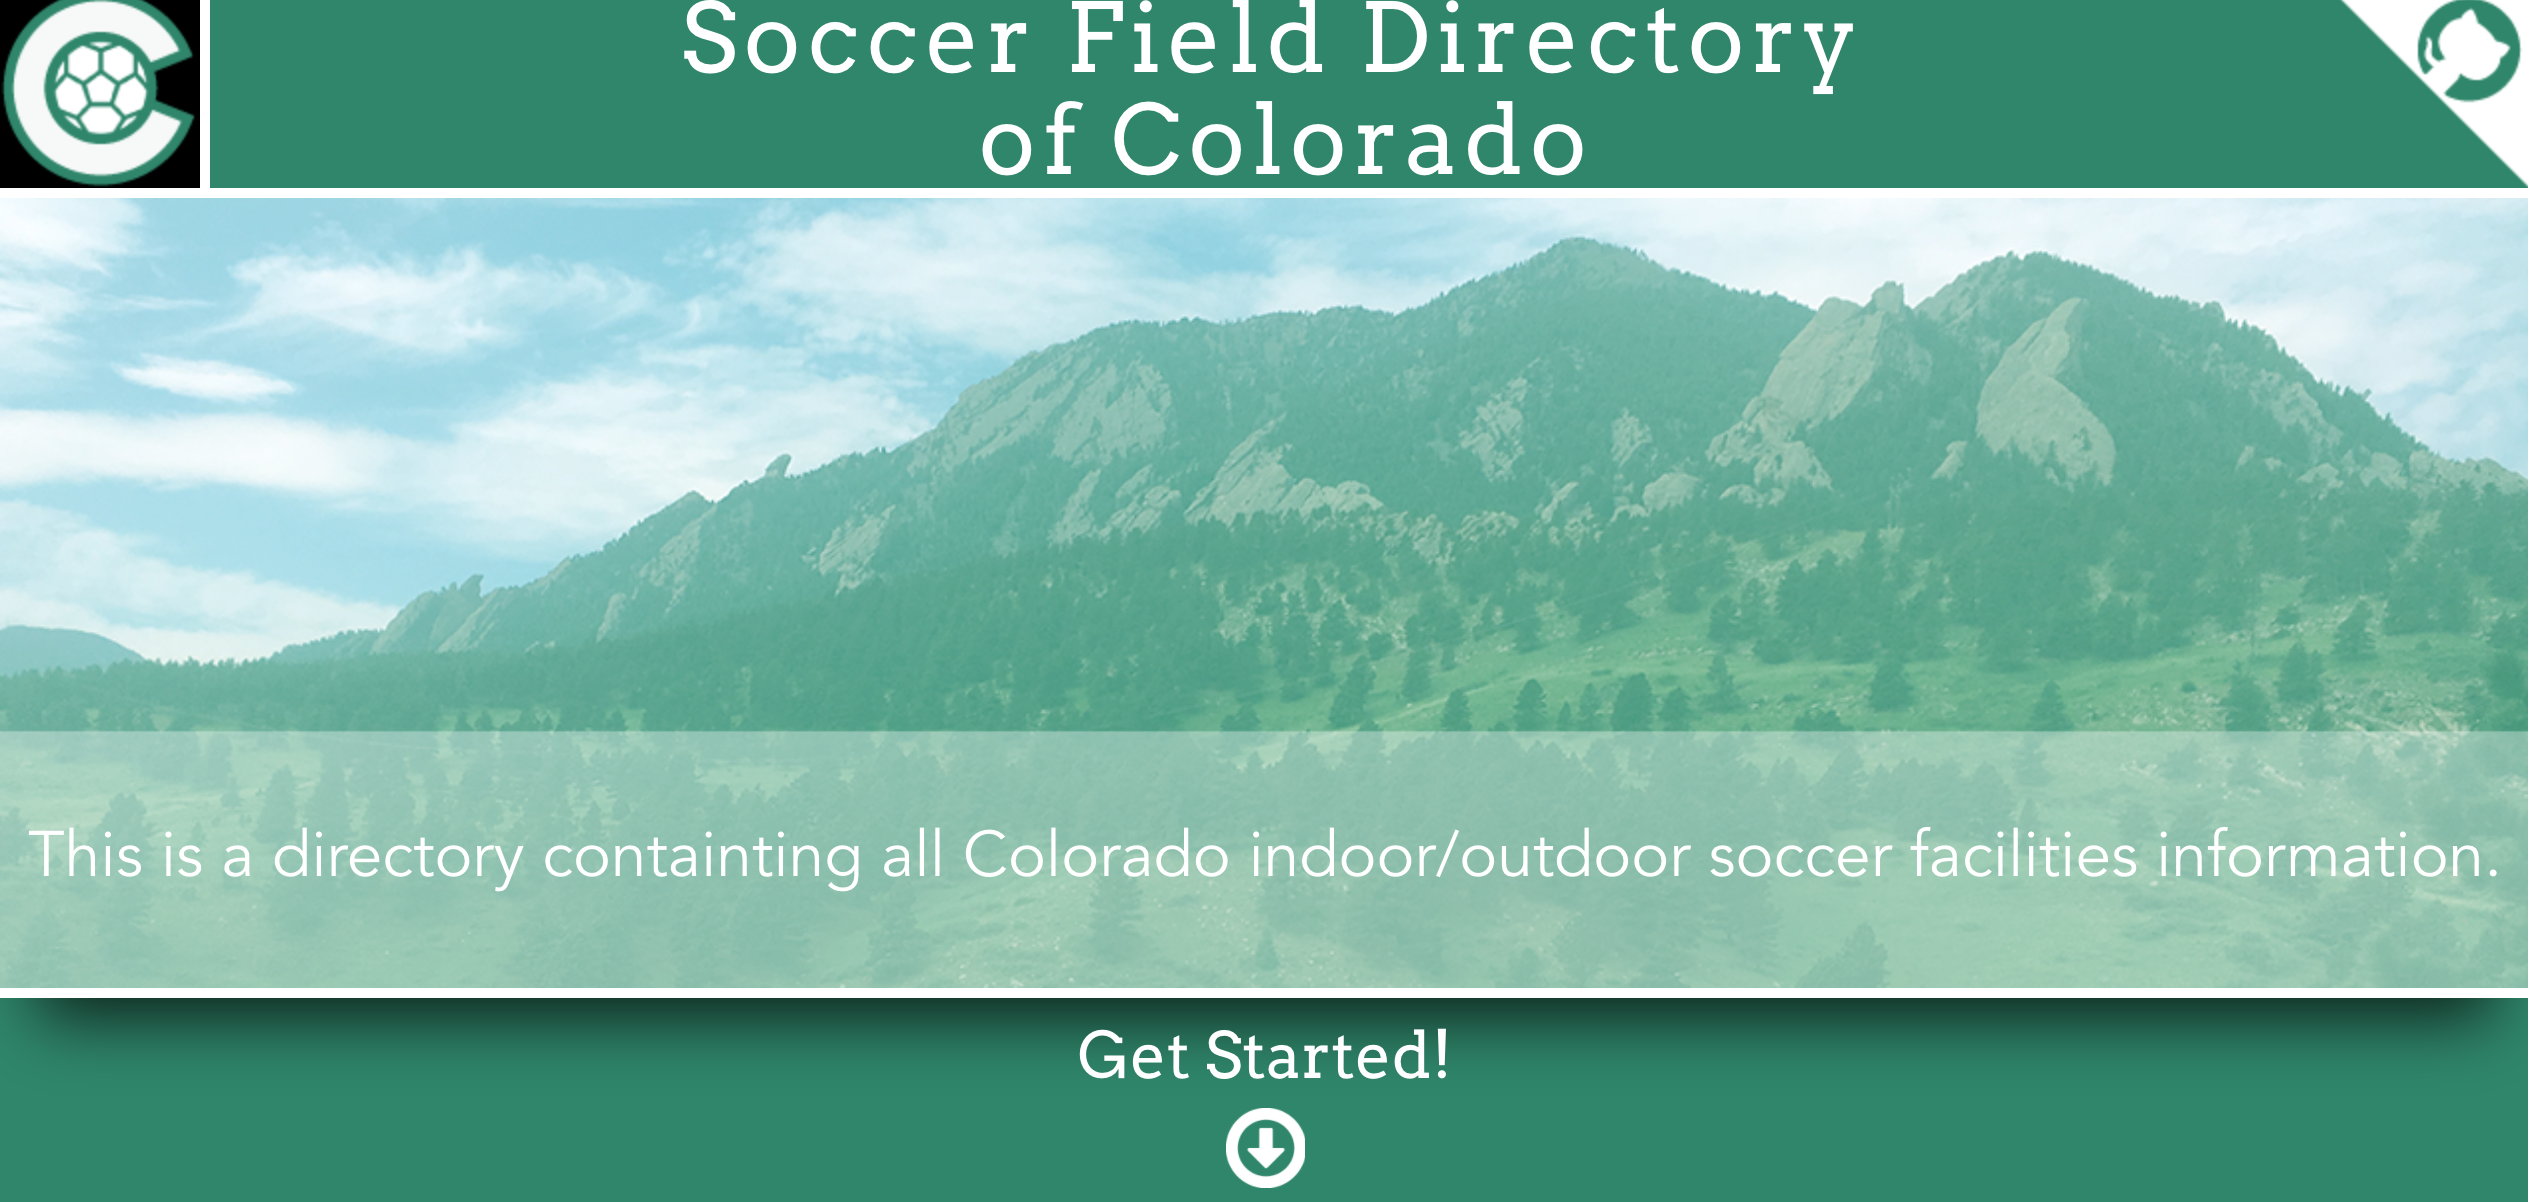 Soccer Field Directory
of Colorado
This is a directory containting all Colorado indoor/outdoor soccer facilities information.
Get Started!